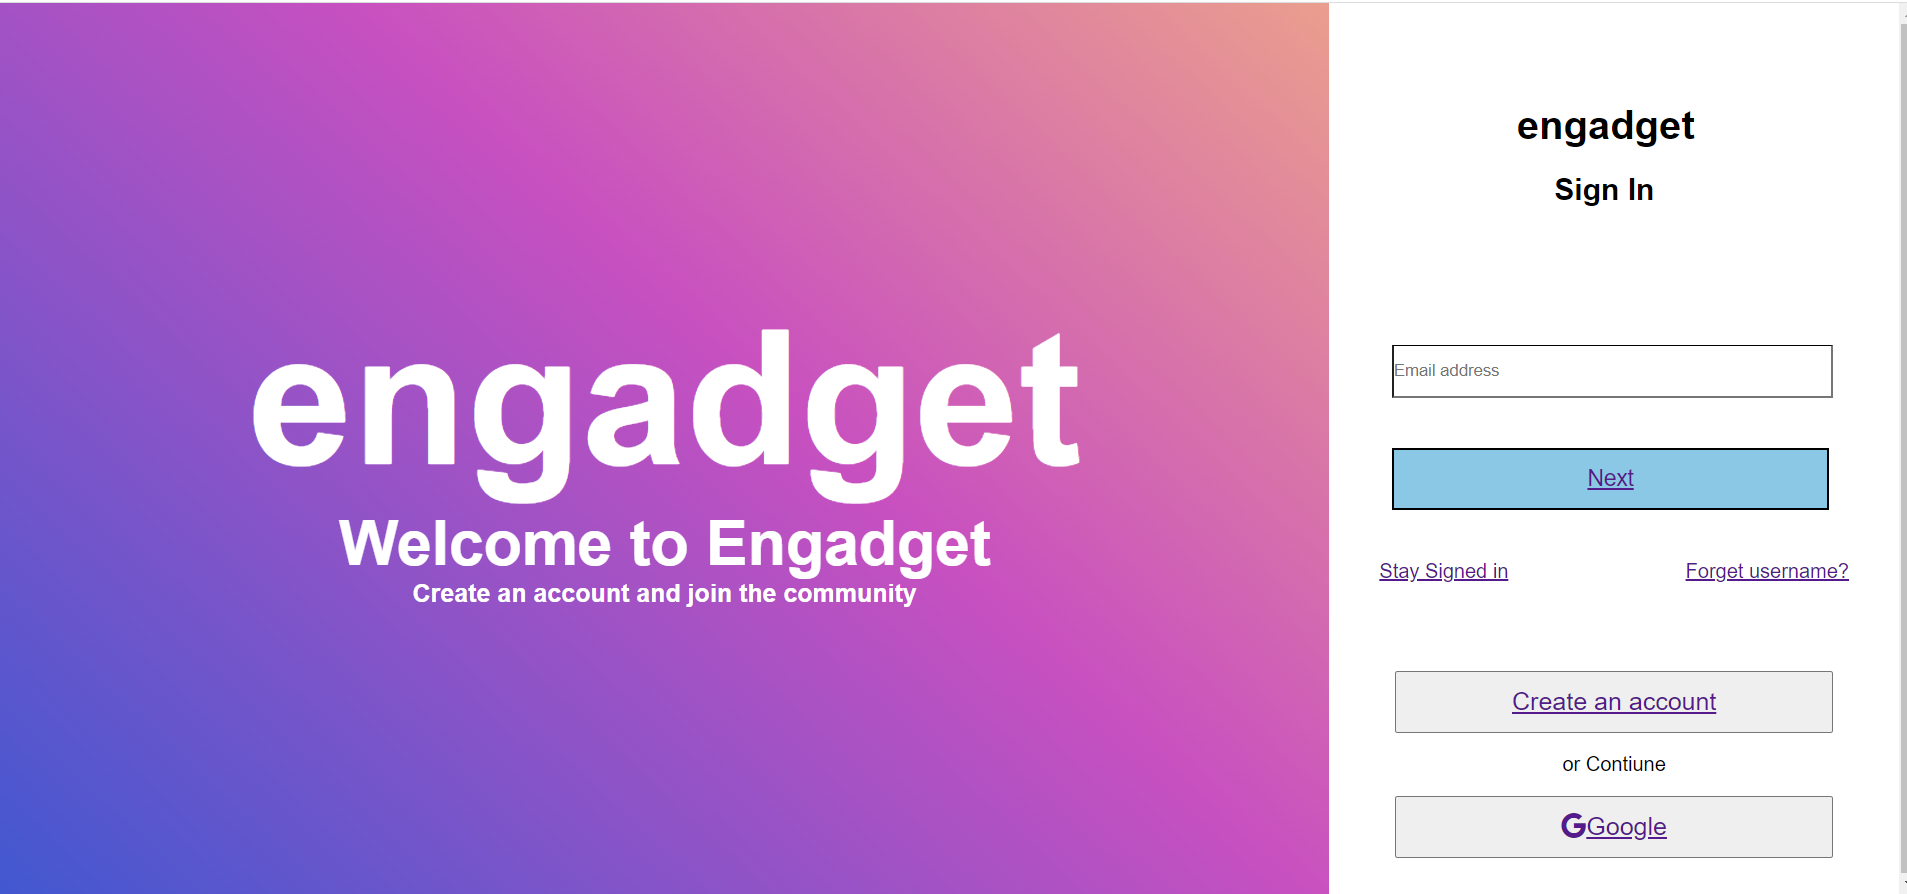 engadget
Welcome to Engadget
Create an account and join the community
engadget
Sign In
Email address
Next
Stay Signed in
Forget username?
Create an account
or Contiune
Google